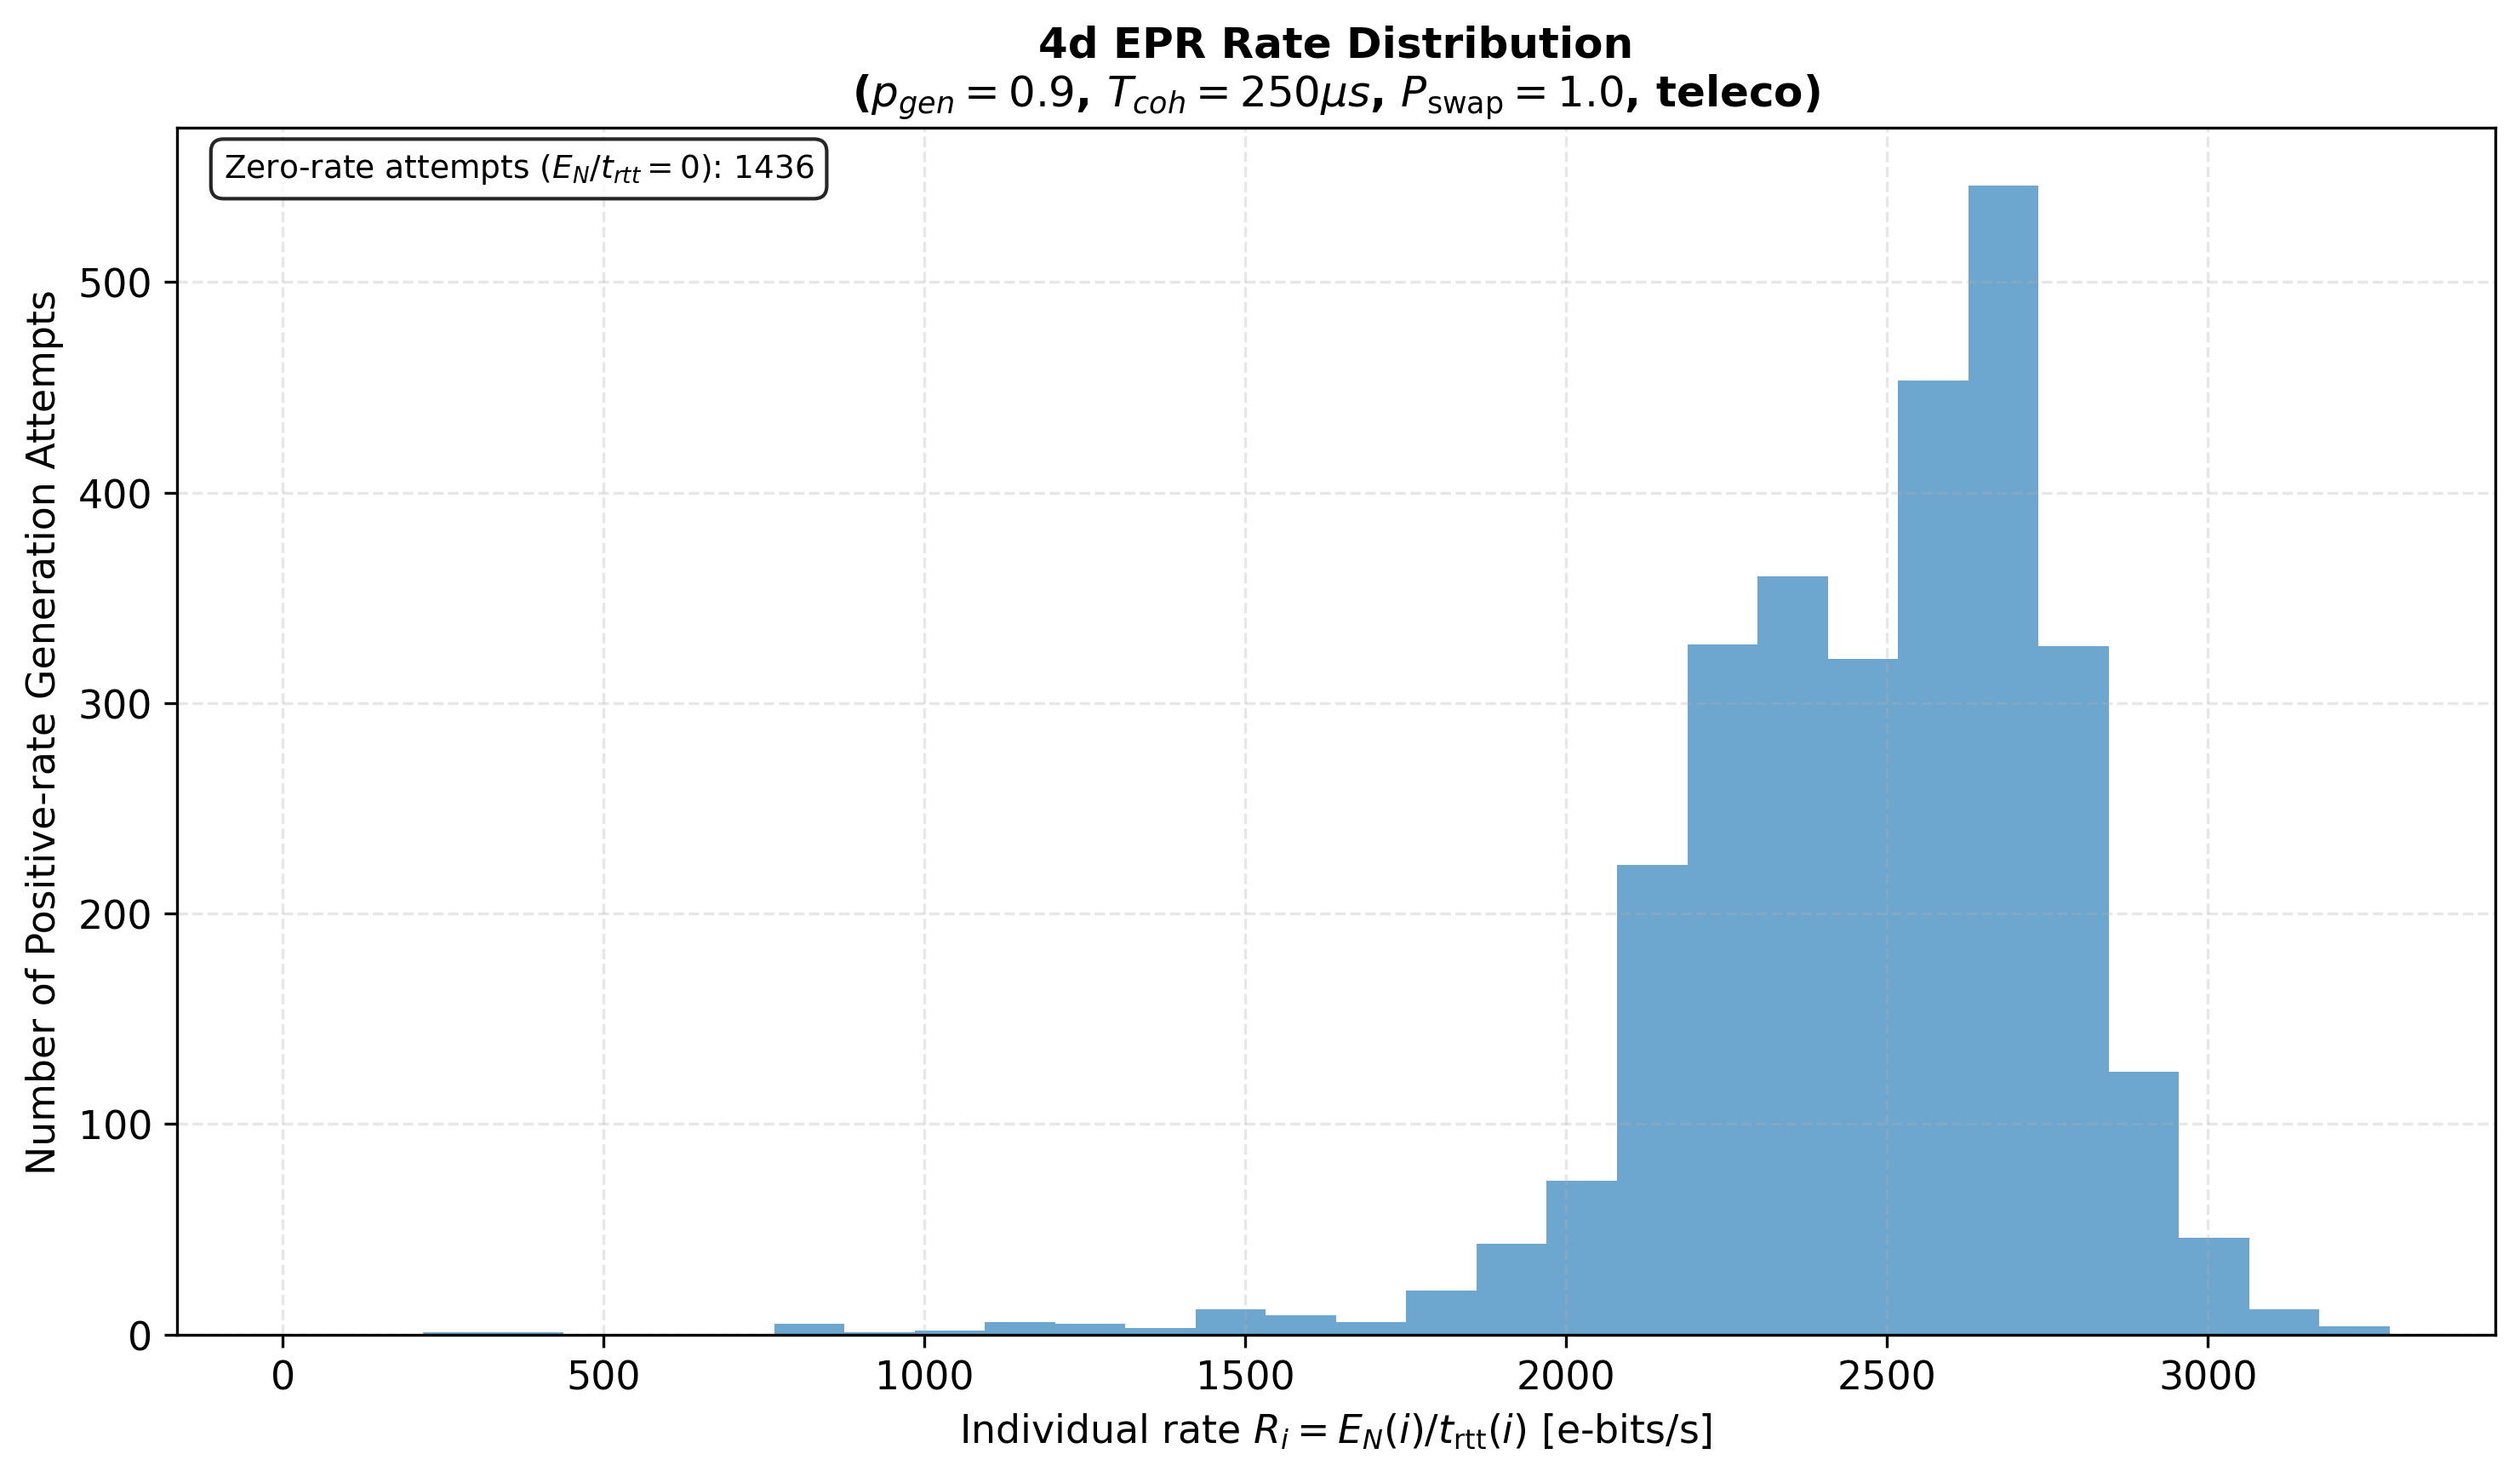 4d EPR Rate Distribution
(p_gen = 0.9, T_coh = 250μs, P_swap = 1.0, teleco)
Zero-rate attempts (E_N/t_rtt = 0): 1436
Number of Positive-rate Generation Attempts
500
400
300
200
100
0
0 500 1000 1500 2000 2500 3000
Individual rate R_i = E_N(i)/t_rtt(i) [e-bits/s]